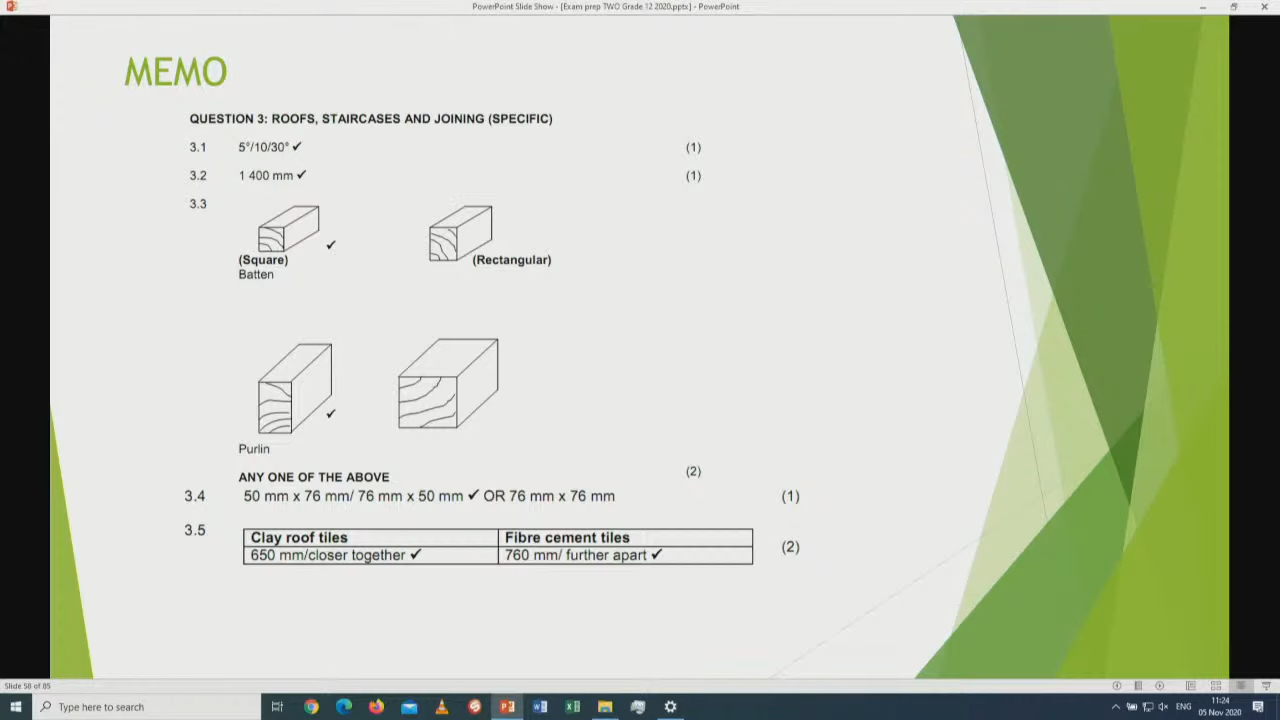 PowerPoint Slide Show - [Exam prep TWO Grade 12 2020.pptx] - PowerPoint
MEMO
QUESTION 3: ROOFS, STAIRCASES AND JOINING (SPECIFIC)
3.1 5°/10/30° ✓ (1)
3.2 1 400 mm ✓ (1)
3.3
✓
(Square) (Rectangular)
Batten
✓
Purlin
ANY ONE OF THE ABOVE (2)
3.4 50 mm x 76 mm/ 76 mm x 50 mm ✓ OR 76 mm x 76 mm (1)
3.5 Clay roof tiles Fibre cement tiles
650 mm/closer together ✓ 760 mm/ further apart ✓ (2)
Slide 58 of 85
Type here to search
ENG
11:24
05 Nov 2020